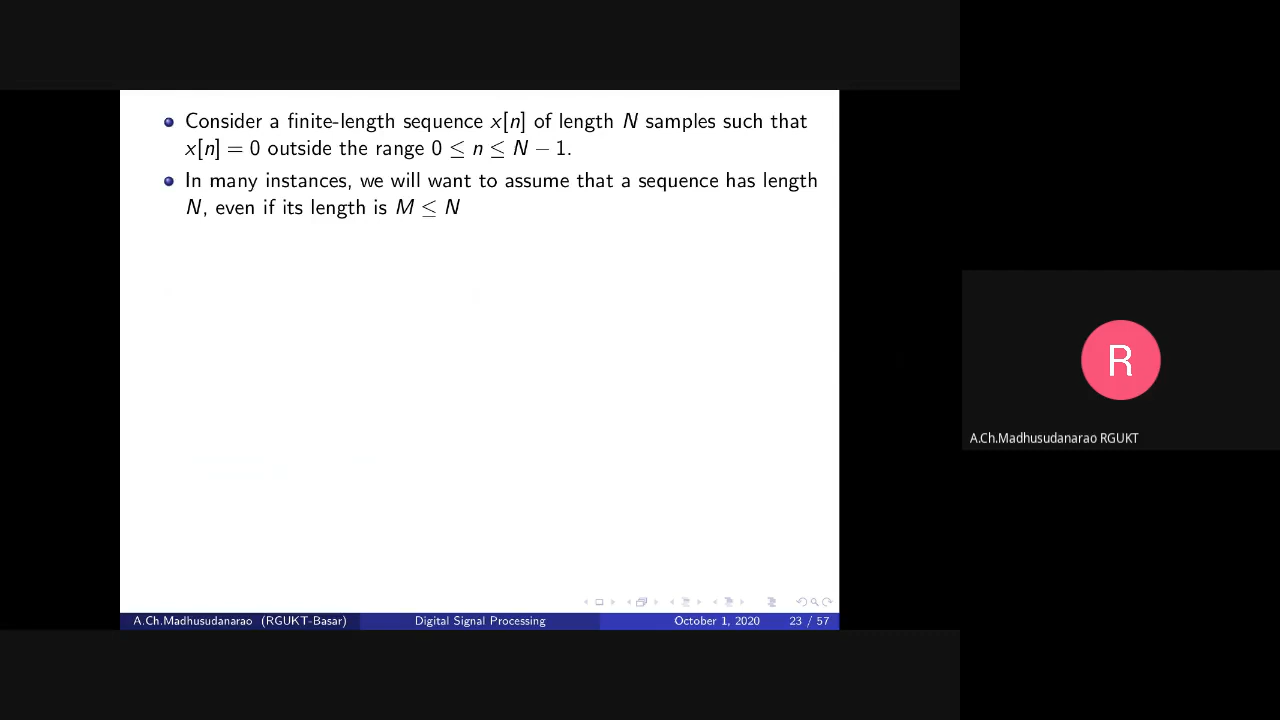 Consider a finite-length sequence x[n] of length N samples such that
x[n] = 0 outside the range 0 ≤ n ≤ N − 1.
In many instances, we will want to assume that a sequence has length
N, even if its length is M ≤ N
R
A.Ch.Madhusudanarao RGUKT
A.Ch.Madhusudanarao (RGUKT-Basar) Digital Signal Processing October 1, 2020 23 / 57